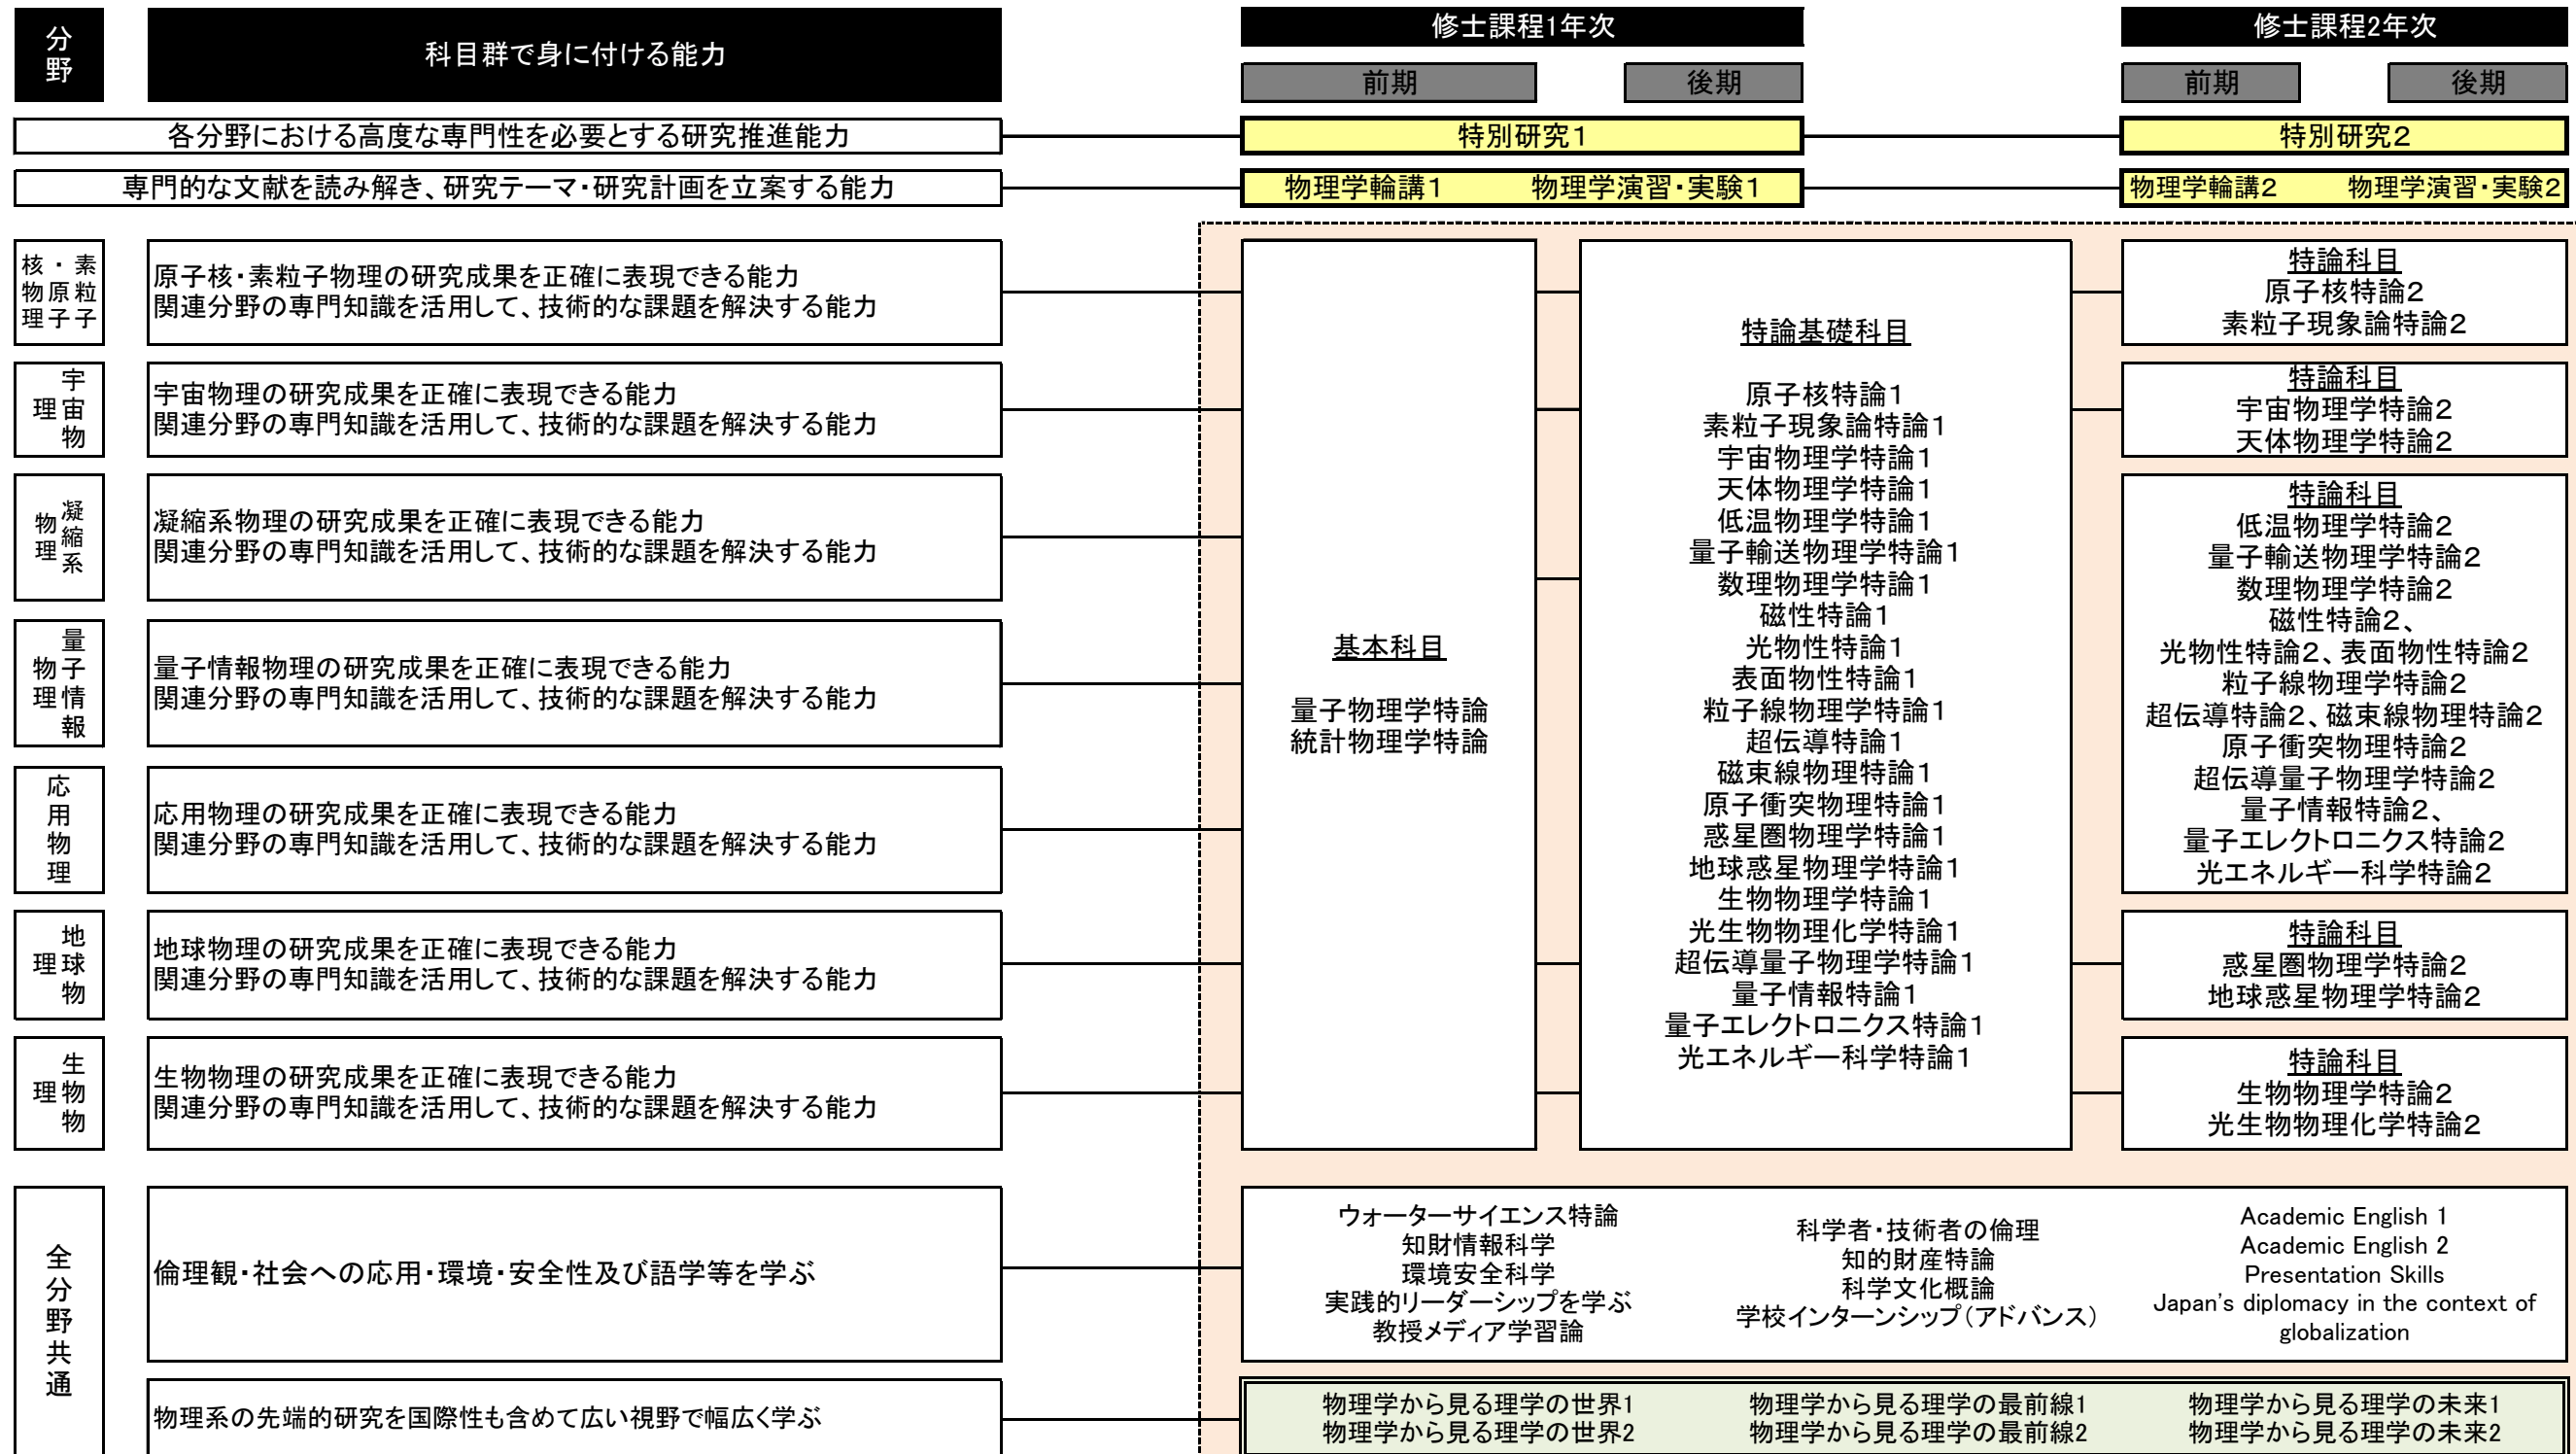 分野
科目群で身に付ける能力
修士課程1年次
修士課程2年次
前期
後期
前期
後期
各分野における高度な専門性を必要とする研究推進能力
特別研究1
特別研究2
専門的な文献を読み解き、研究テーマ・研究計画を立案する能力
物理学輪講1 物理学演習・実験1
物理学輪講2 物理学演習・実験2
素粒子・原子核物理
原子核・素粒子物理の研究成果を正確に表現できる能力
関連分野の専門知識を活用して、技術的な課題を解決する能力
宇宙物理
宇宙物理の研究成果を正確に表現できる能力
関連分野の専門知識を活用して、技術的な課題を解決する能力
凝縮系物理
凝縮系物理の研究成果を正確に表現できる能力
関連分野の専門知識を活用して、技術的な課題を解決する能力
量子情報物理
量子情報物理の研究成果を正確に表現できる能力
関連分野の専門知識を活用して、技術的な課題を解決する能力
応用物理
応用物理の研究成果を正確に表現できる能力
関連分野の専門知識を活用して、技術的な課題を解決する能力
地球物理
地球物理の研究成果を正確に表現できる能力
関連分野の専門知識を活用して、技術的な課題を解決する能力
生物物理
生物物理の研究成果を正確に表現できる能力
関連分野の専門知識を活用して、技術的な課題を解決する能力
基本科目
量子物理学特論
統計物理学特論
特論基礎科目
原子核特論1
素粒子現象論特論1
宇宙物理学特論1
天体物理学特論1
低温物理学特論1
量子輸送物理学特論1
数理物理学特論1
磁性特論1
光物性特論1
表面物性特論1
粒子線物理学特論1
超伝導特論1
磁束線物理特論1
原子衝突物理特論1
惑星圏物理学特論1
地球惑星物理学特論1
生物物理学特論1
光生物物理化学特論1
超伝導量子物理学特論1
量子情報特論1
量子エレクトロニクス特論1
光エネルギー科学特論1
特論科目
原子核特論2
素粒子現象論特論2
特論科目
宇宙物理学特論2
天体物理学特論2
特論科目
低温物理学特論2
量子輸送物理学特論2
数理物理学特論2
磁性特論2、
光物性特論2、表面物性特論2
粒子線物理学特論2
超伝導特論2、磁束線物理特論2
原子衝突物理特論2
超伝導量子物理学特論2
量子情報特論2、
量子エレクトロニクス特論2
光エネルギー科学特論2
特論科目
惑星圏物理学特論2
地球惑星物理学特論2
特論科目
生物物理学特論2
光生物物理化学特論2
全分野共通
倫理観・社会への応用・環境・安全性及び語学等を学ぶ
ウォーターサイエンス特論
知財情報科学
環境安全科学
実践的リーダーシップを学ぶ
教授メディア学習論
科学者・技術者の倫理
知的財産特論
科学文化概論
学校インターンシップ(アドバンス)
Academic English 1
Academic English 2
Presentation Skills
Japan's diplomacy in the context of
globalization
物理系の先端的研究を国際性も含めて広い視野で幅広く学ぶ
物理学から見る理学の世界1
物理学から見る理学の世界2
物理学から見る理学の最前線1
物理学から見る理学の最前線2
物理学から見る理学の未来1
物理学から見る理学の未来2